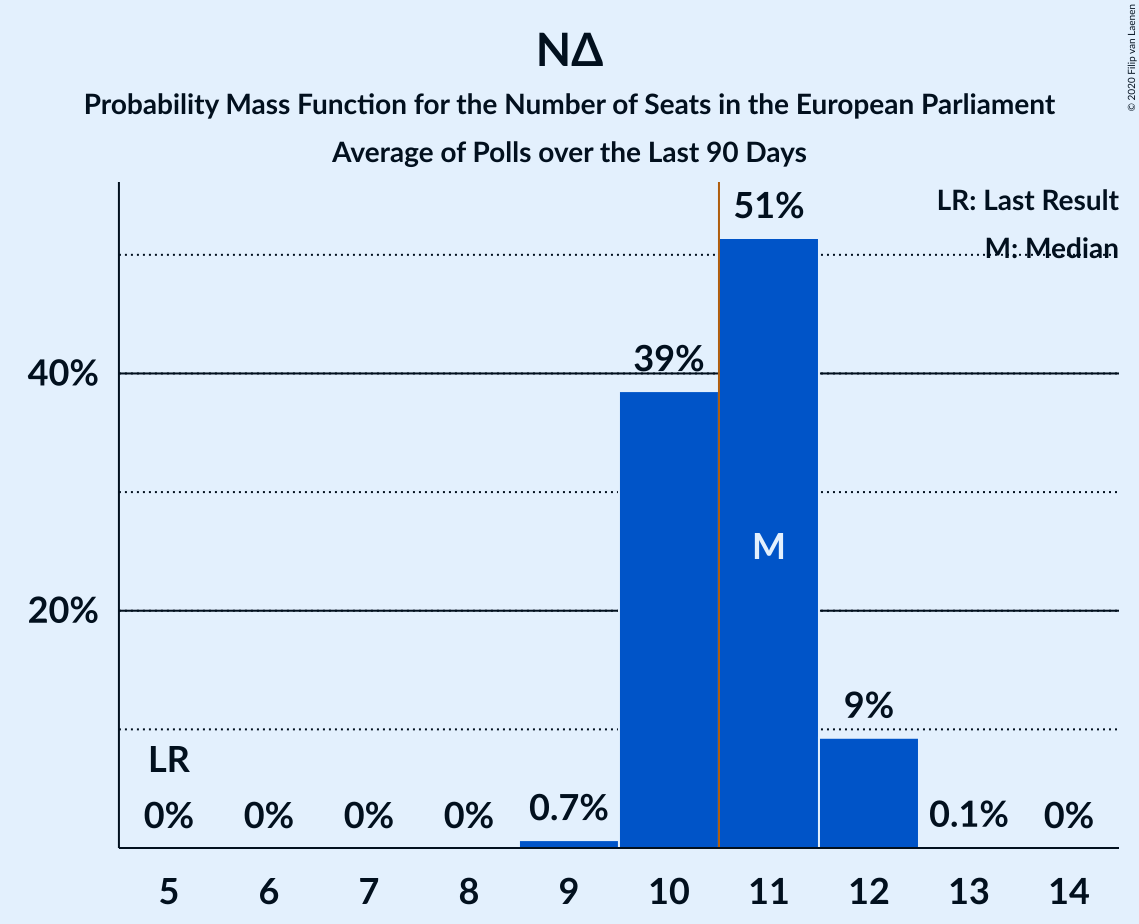 ΝΔ
Probability Mass Function for the Number of Seats in the European Parliament
Average of Polls over the Last 90 Days
© 2020 Filip van Laenen
LR: Last Result
M: Median
51%
39%
40%
M
20%
9%
LR
0%
0%
0%
0%
0.7%
0.1%
0%
5
6
7
8
9
10
11
12
13
14